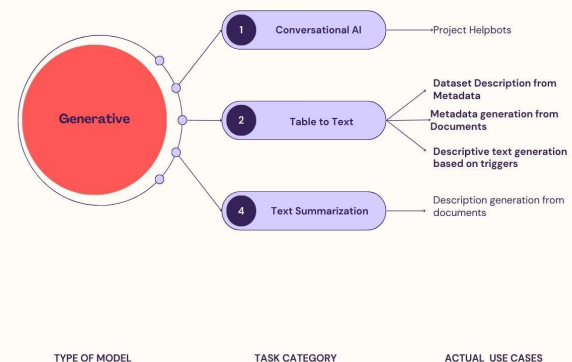 1
Conversational AI
Project Helpbots
Generative
2
Table to Text
Dataset Description from
Metadata
Metadata generation from
Documents
Descriptive text generation
based on triggers
4
Text Summarization
Description generation from
documents
TYPE OF MODEL
TASK CATEGORY
ACTUAL USE CASES